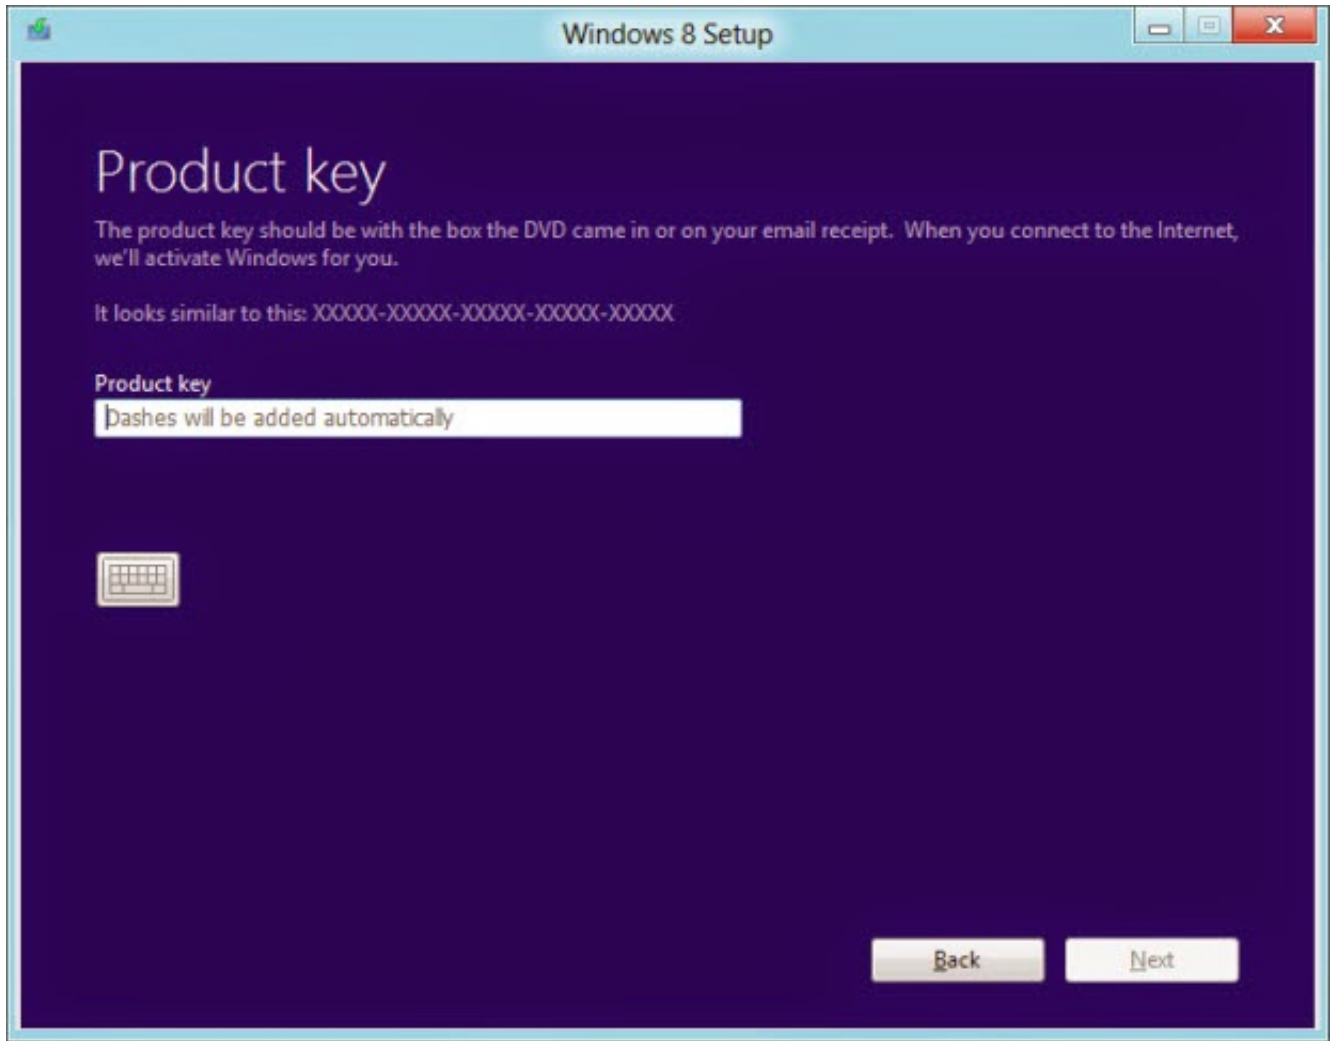 Windows 8 Setup
Product key
The product key should be with the box the DVD came in or on your email receipt.  When you connect to the Internet,
we'll activate Windows for you.
It looks similar to this: XXXXX-XXXXX-XXXXX-XXXXX-XXXXX
Product key
Dashes will be added automatically
Back
Next